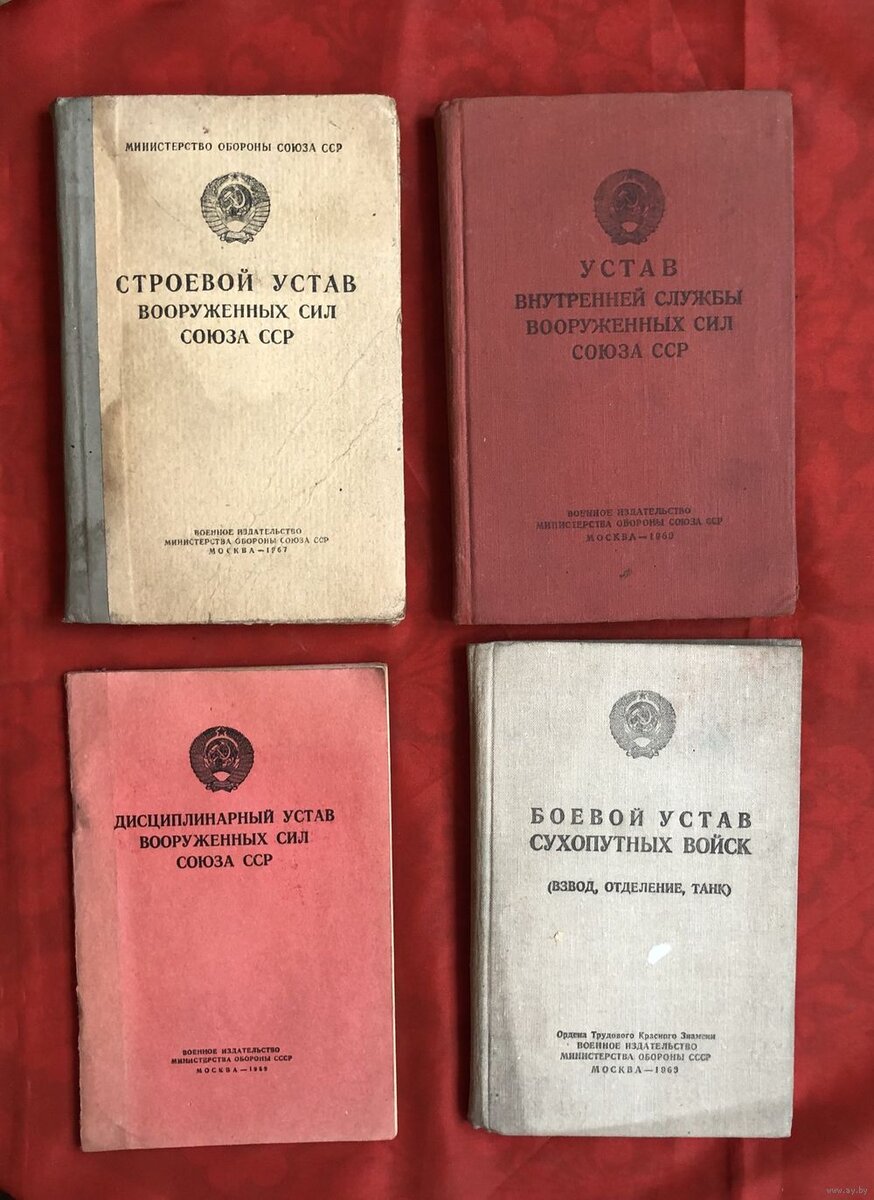 МИНИСТЕРСТВО ОБОРОНЫ СОЮЗА ССР
СТРОЕВОЙ УСТАВ
ВООРУЖЕННЫХ СИЛ
СОЮЗА ССР
ВОЕННОЕ ИЗДАТЕЛЬСТВО
МИНИСТЕРСТВА ОБОРОНЫ СОЮЗА ССР
МОСКВА—1967
УСТАВ
ВНУТРЕННЕЙ СЛУЖБЫ
ВООРУЖЕННЫХ СИЛ
СОЮЗА ССР
ВОЕННОЕ ИЗДАТЕЛЬСТВО
МИНИСТЕРСТВА ОБОРОНЫ СОЮЗА ССР
МОСКВА—
ДИСЦИПЛИНАРНЫЙ УСТАВ
ВООРУЖЕННЫХ СИЛ
СОЮЗА ССР
ВОЕННОЕ ИЗДАТЕЛЬСТВО
МИНИСТЕРСТВА ОБОРОНЫ СССР
МОСКВА—1969
БОЕВОЙ УСТАВ
СУХОПУТНЫХ ВОЙСК
(ВЗВОД, ОТДЕЛЕНИЕ, ТАНК)
Ордена Трудового Красного Знамени
ВОЕННОЕ ИЗДАТЕЛЬСТВО
МИНИСТЕРСТВА ОБОРОНЫ СССР
МОСКВА—1969
www.ay.by